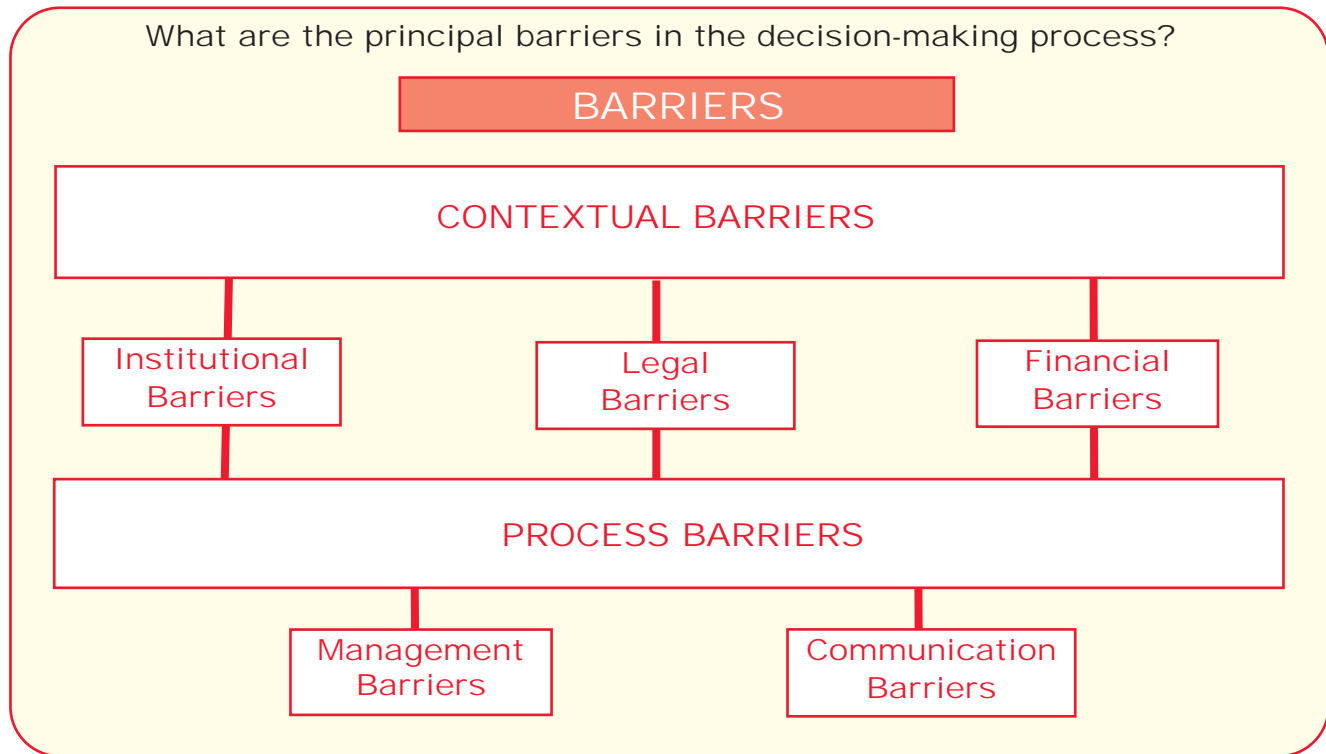 What are the principal barriers in the decision-making process?
BARRIERS
CONTEXTUAL BARRIERS
Institutional
Barriers
Legal
Barriers
Financial
Barriers
PROCESS BARRIERS
Management
Barriers
Communication
Barriers